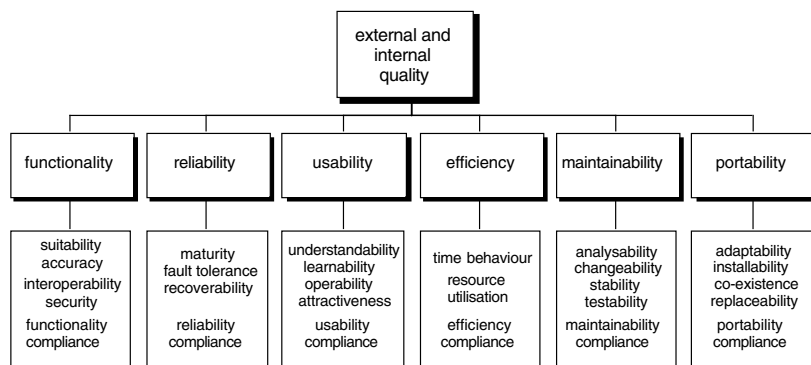 external and
internal
quality
functionality
reliability
usability
efficiency
maintainability
portability
suitability
accuracy
interoperability
security
functionality
compliance
maturity
fault tolerance
recoverability
reliability
compliance
understandability
learnability
operability
attractiveness
usability
compliance
time behaviour
resource
utilisation
efficiency
compliance
analysability
changeability
stability
testability
maintainability
compliance
adaptability
installability
co-existence
replaceability
portability
compliance